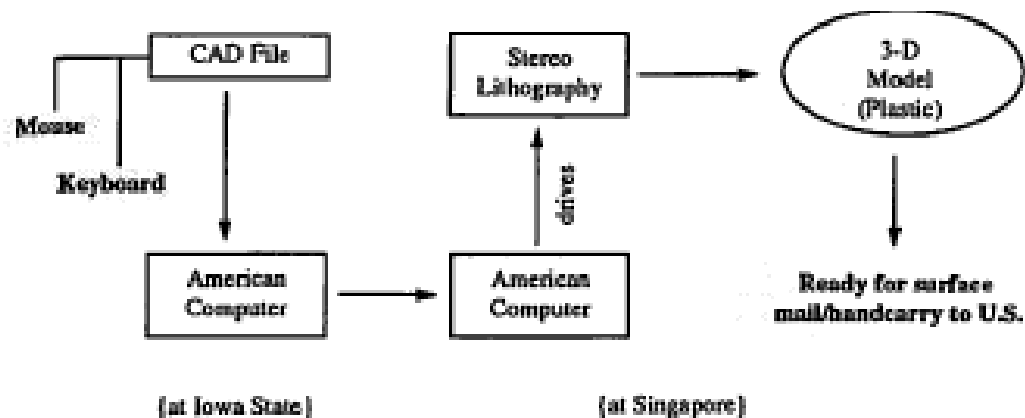 CAD File
Mouse
Keyboard
American
Computer
Stereo
Lithography
drives
American
Computer
3-D
Model
(Plastic)
Ready for surface
mail/handcarry to U.S.
{at Iowa State}
{at Singapore}